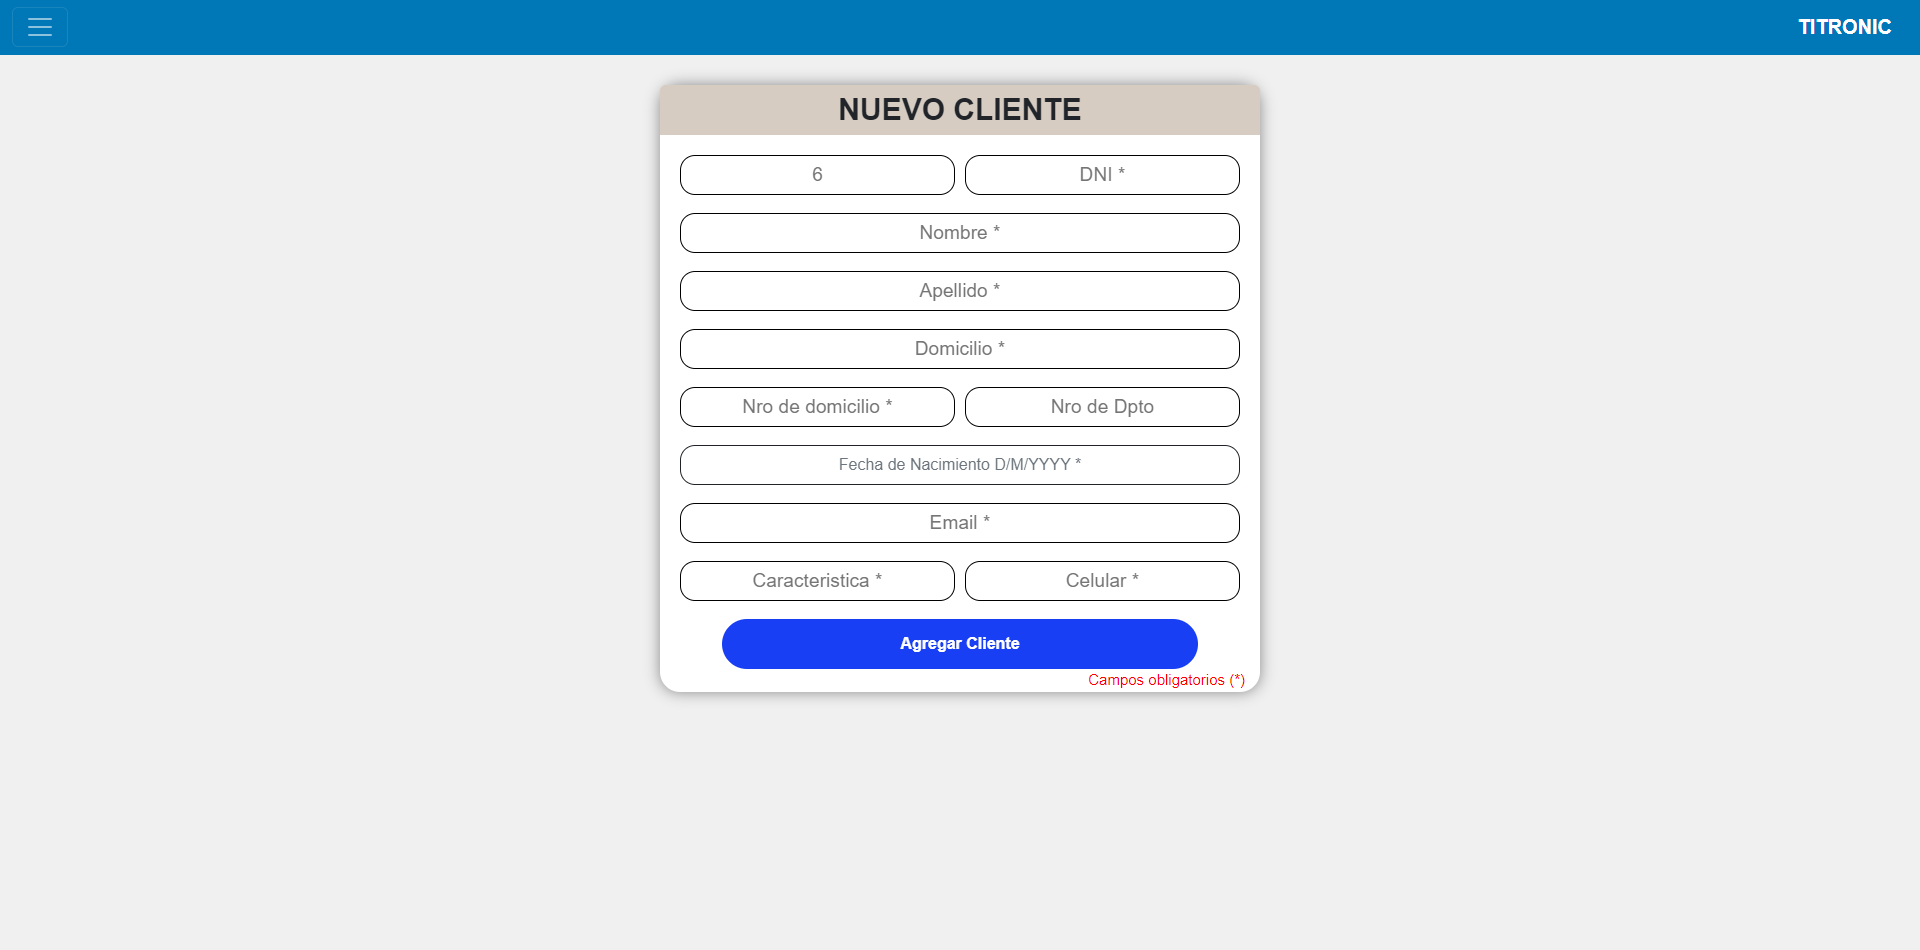 TITRONIC
NUEVO CLIENTE
6 DNI *
Nombre *
Apellido *
Domicilio *
Nro de domicilio * Nro de Dpto
Fecha de Nacimiento D/M/YYYY *
Email *
Caracteristica * Celular *
Agregar Cliente
Campos obligatorios (*)